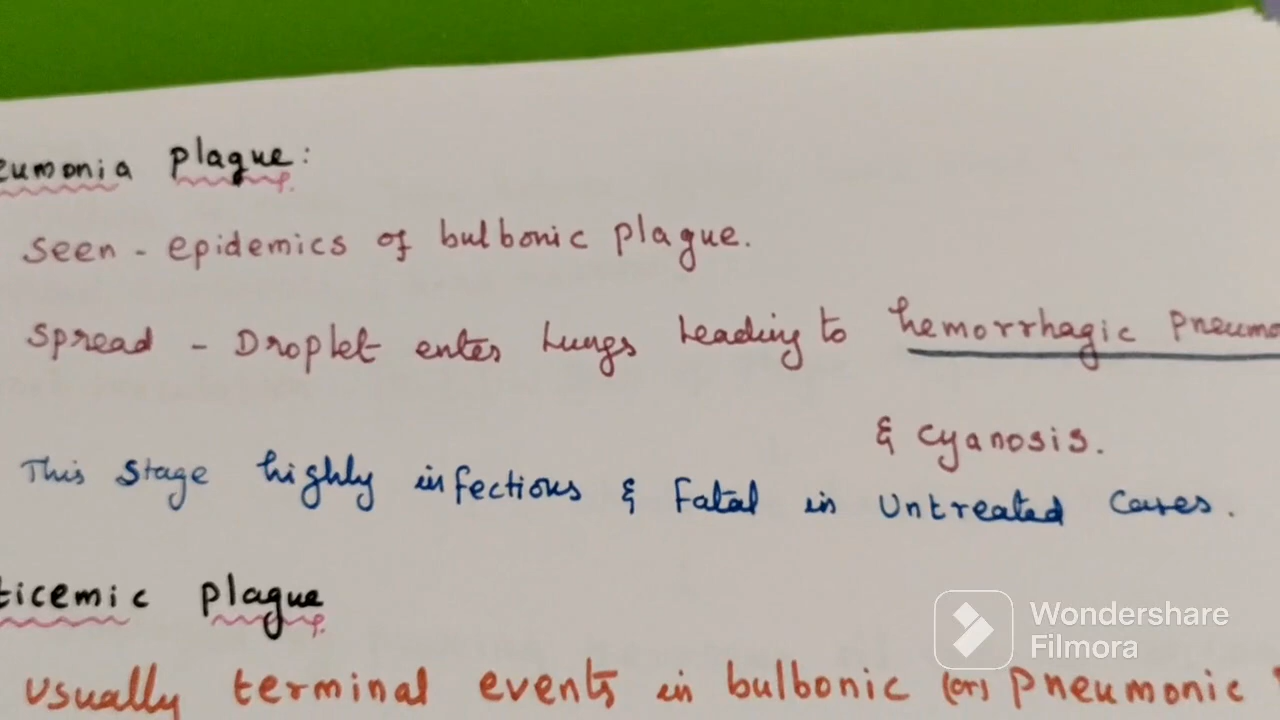 eumonia plague:
seen - epidemics of bulbonic plague.
spread - Droplet enters lungs leading to hemorrhagic pneumo
& cyanosis.
This stage highly infectious & Fatal in Untreated Cases.
ticemic plague
usually terminal events in bulbonic (or) pneumonic
Wondershare
Filmora